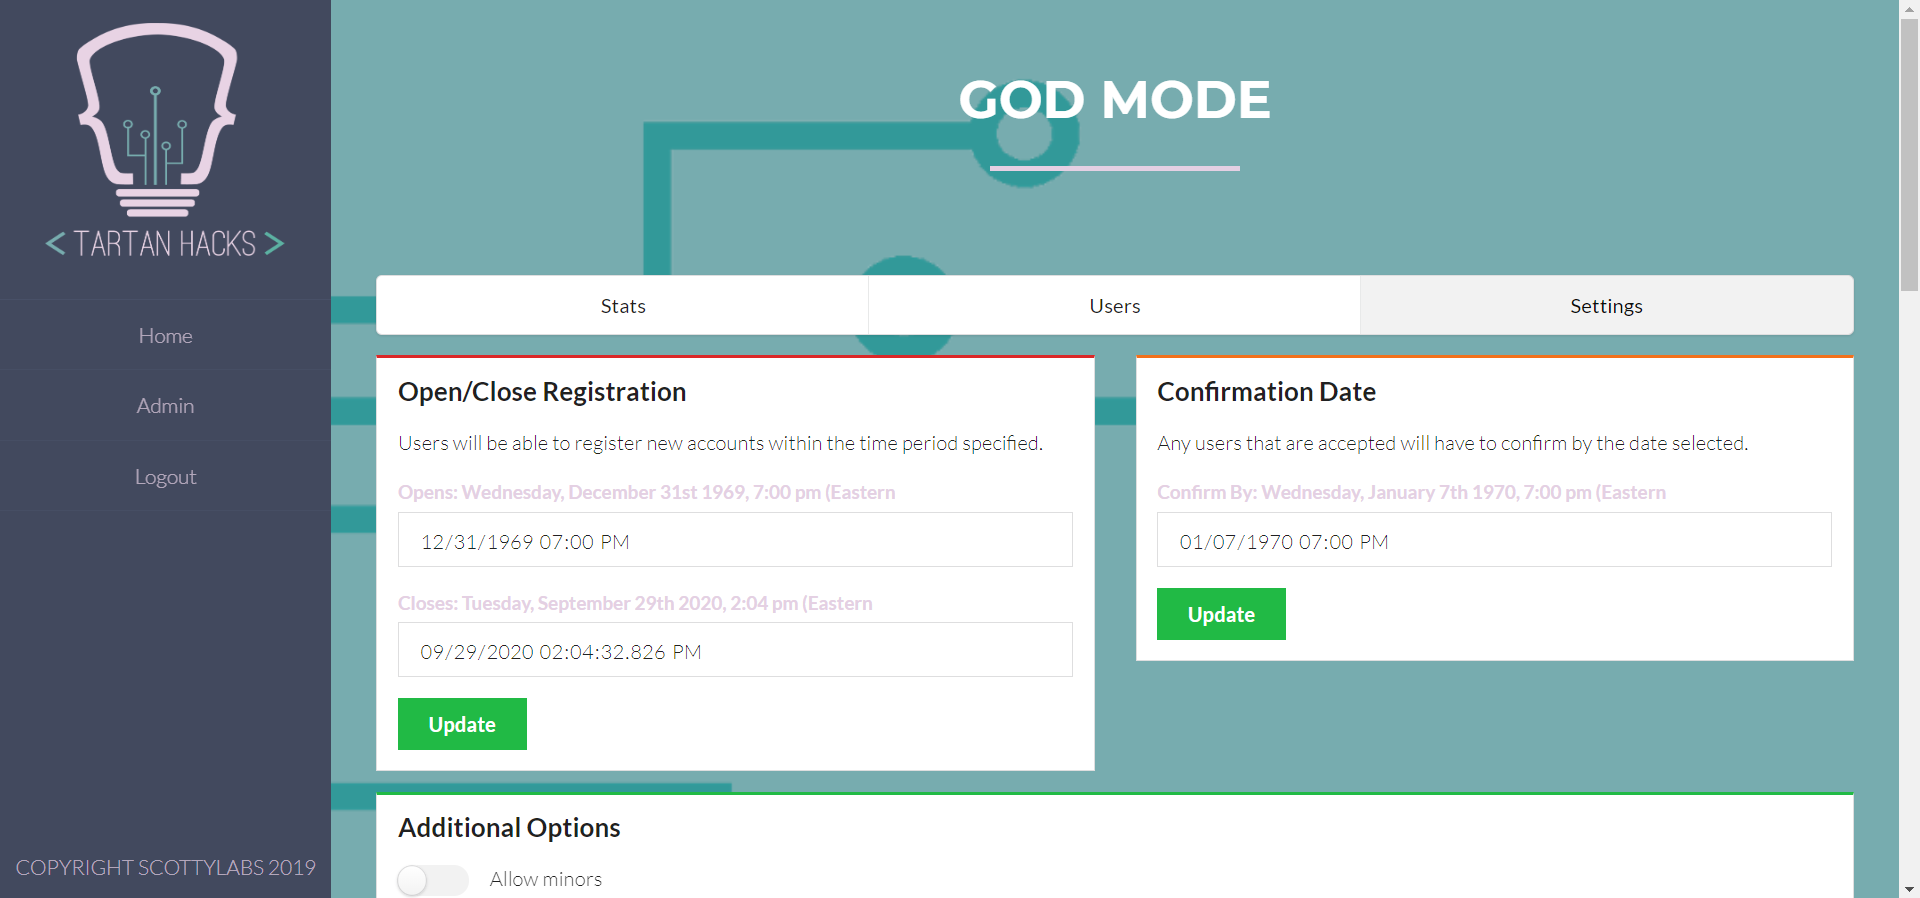 < TARTAN HACKS >
Home
Admin
Logout
COPYRIGHT SCOTTYLABS 2019
GOD MODE
Stats
Users
Settings
Open/Close Registration
Users will be able to register new accounts within the time period specified.
Opens: Wednesday, December 31st 1969, 7:00 pm (Eastern
12/31/1969 07:00 PM
Closes: Tuesday, September 29th 2020, 2:04 pm (Eastern
09/29/2020 02:04:32.826 PM
Update
Confirmation Date
Any users that are accepted will have to confirm by the date selected.
Confirm By: Wednesday, January 7th 1970, 7:00 pm (Eastern
01/07/1970 07:00 PM
Update
Additional Options
Allow minors